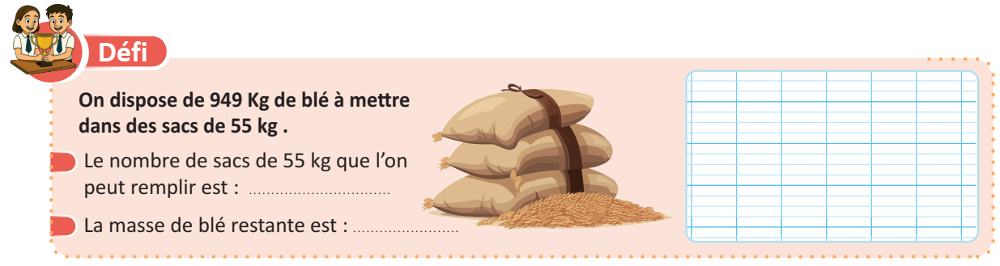 Défi
On dispose de 949 Kg de blé à mettre
dans des sacs de 55 kg .
Le nombre de sacs de 55 kg que l’on
peut remplir est : ................................
La masse de blé restante est : ........................